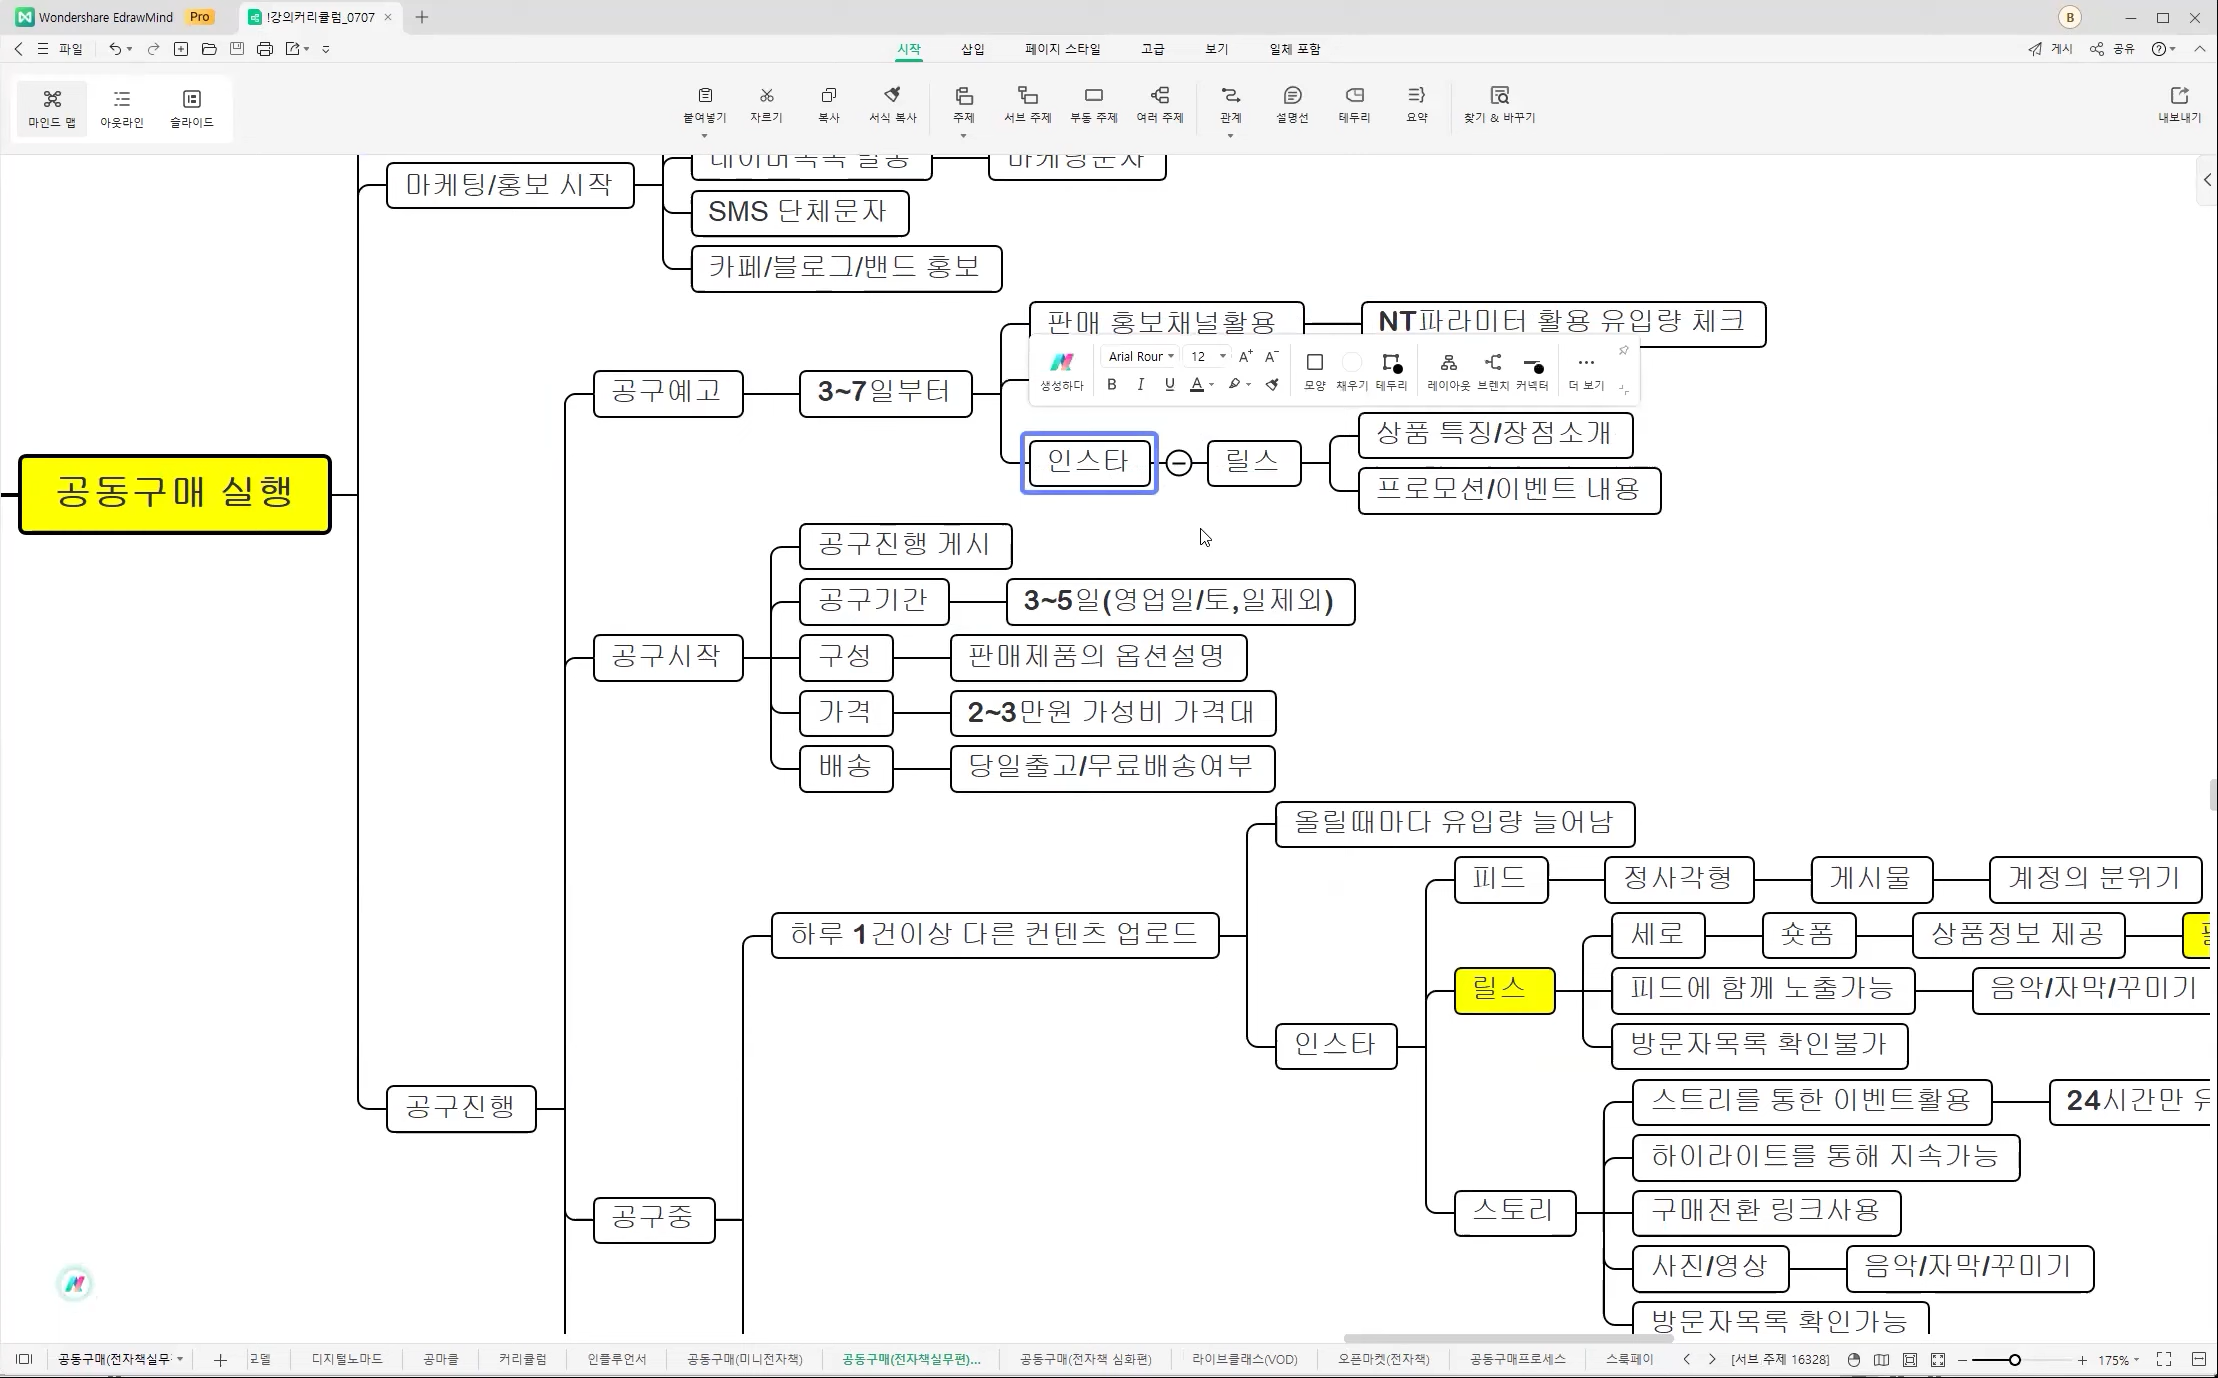 Wondershare EdrawMind Pro !강의커리큘럼_0707 B
파일 시작 삽입 페이지 스타일 고급 보기 일체 포함 게시 공유
마인드 맵 아웃라인 슬라이드 붙여넣기 자르기 복사 서식 복사 주제 서브 주제 부동 주제 여러 주제 관계 설명선 테두리 요약 찾기 & 바꾸기 내보내기
마케팅/홍보 시작
마케팅문자
SMS 단체문자
카페/블로그/밴드 홍보
판매 홍보채널활용 NT파라미터 활용 유입량 체크
Arial Rour 12 A+ A-
생성하다 B I U A 모양 채우기 테두리 레이아웃 브렌치 커넥터 더 보기
공구예고 3~7일부터
인스타 릴스
상품 특징/장점소개
프로모션/이벤트 내용
공동구매 실행
공구진행 게시
공구기간 3~5일(영업일/토,일제외)
공구시작 구성 판매제품의 옵션설명
가격 2~3만원 가성비 가격대
배송 당일출고/무료배송여부
올릴때마다 유입량 늘어남
피드 정사각형 게시물 계정의 분위기
하루 1건이상 다른 컨텐츠 업로드
세로 숏폼 상품정보 제공
릴스 피드에 함께 노출가능 음악/자막/꾸미기
인스타 방문자목록 확인불가
공구진행
스트리를 통한 이벤트활용 24시간만
하이라이트를 통해 지속가능
공구중 스토리 구매전환 링크사용
사진/영상 음악/자막/꾸미기
방문자목록 확인가능
공동구매(전자책실무 디지털노마드 공마클 커리큘럼 인플루언서 공동구매(미니전자책) 공동구매(전자책실무편)... 공동구매(전자책 심화편) 라이브클래스(VOD) 오픈마켓(전자책) 공동구매프로세스 스룩페이 [서브 주제 16328] 175%